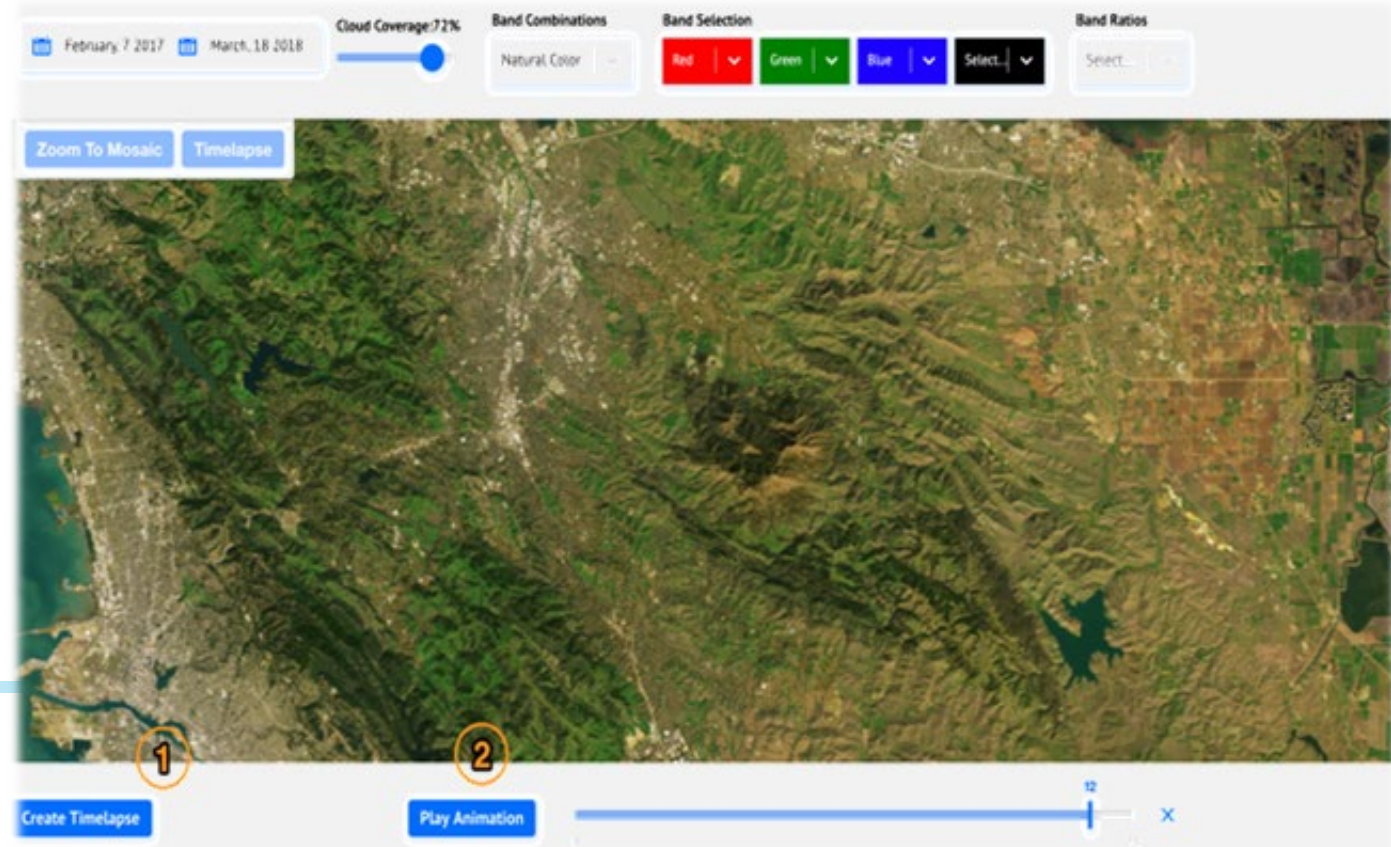 Cloud Coverage:72%
Band Combinations
Band Selection
Band Ratios
February, 7 2017
March, 18 2018
Natural Color
Red
Green
Blue
Select...
Select...
Zoom To Mosaic
Timelapse
1
2
12
Create Timelapse
Play Animation
X